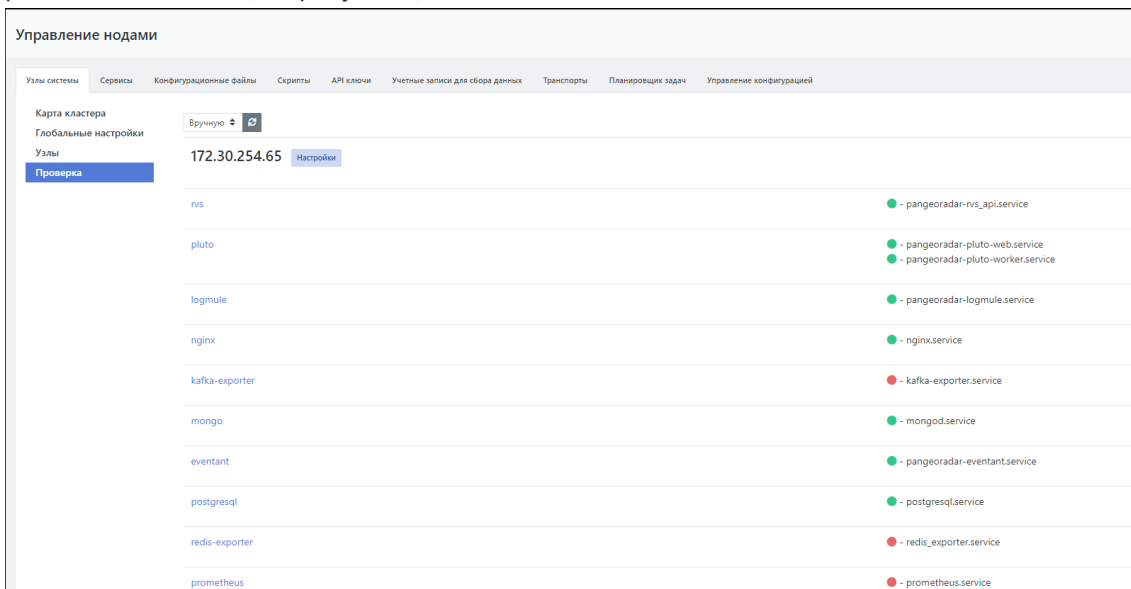 Управление нодами
Узлы системы Сервисы Конфигурационные файлы Скрипты API ключи Учетные записи для сбора данных Транспорты Планировщик задач Управление конфигурацией
Карта кластера
Глобальные настройки
Узлы
Проверка
Вручную
172.30.254.65 Настройки
rvs - pangeoradar-rvs_api.service
pluto - pangeoradar-pluto-web.service
- pangeoradar-pluto-worker.service
logmule - pangeoradar-logmule.service
nginx - nginx.service
kafka-exporter - kafka-exporter.service
mongo - mongod.service
eventant - pangeoradar-eventant.service
postgresql - postgresql.service
redis-exporter - redis_exporter.service
prometheus - prometheus.service